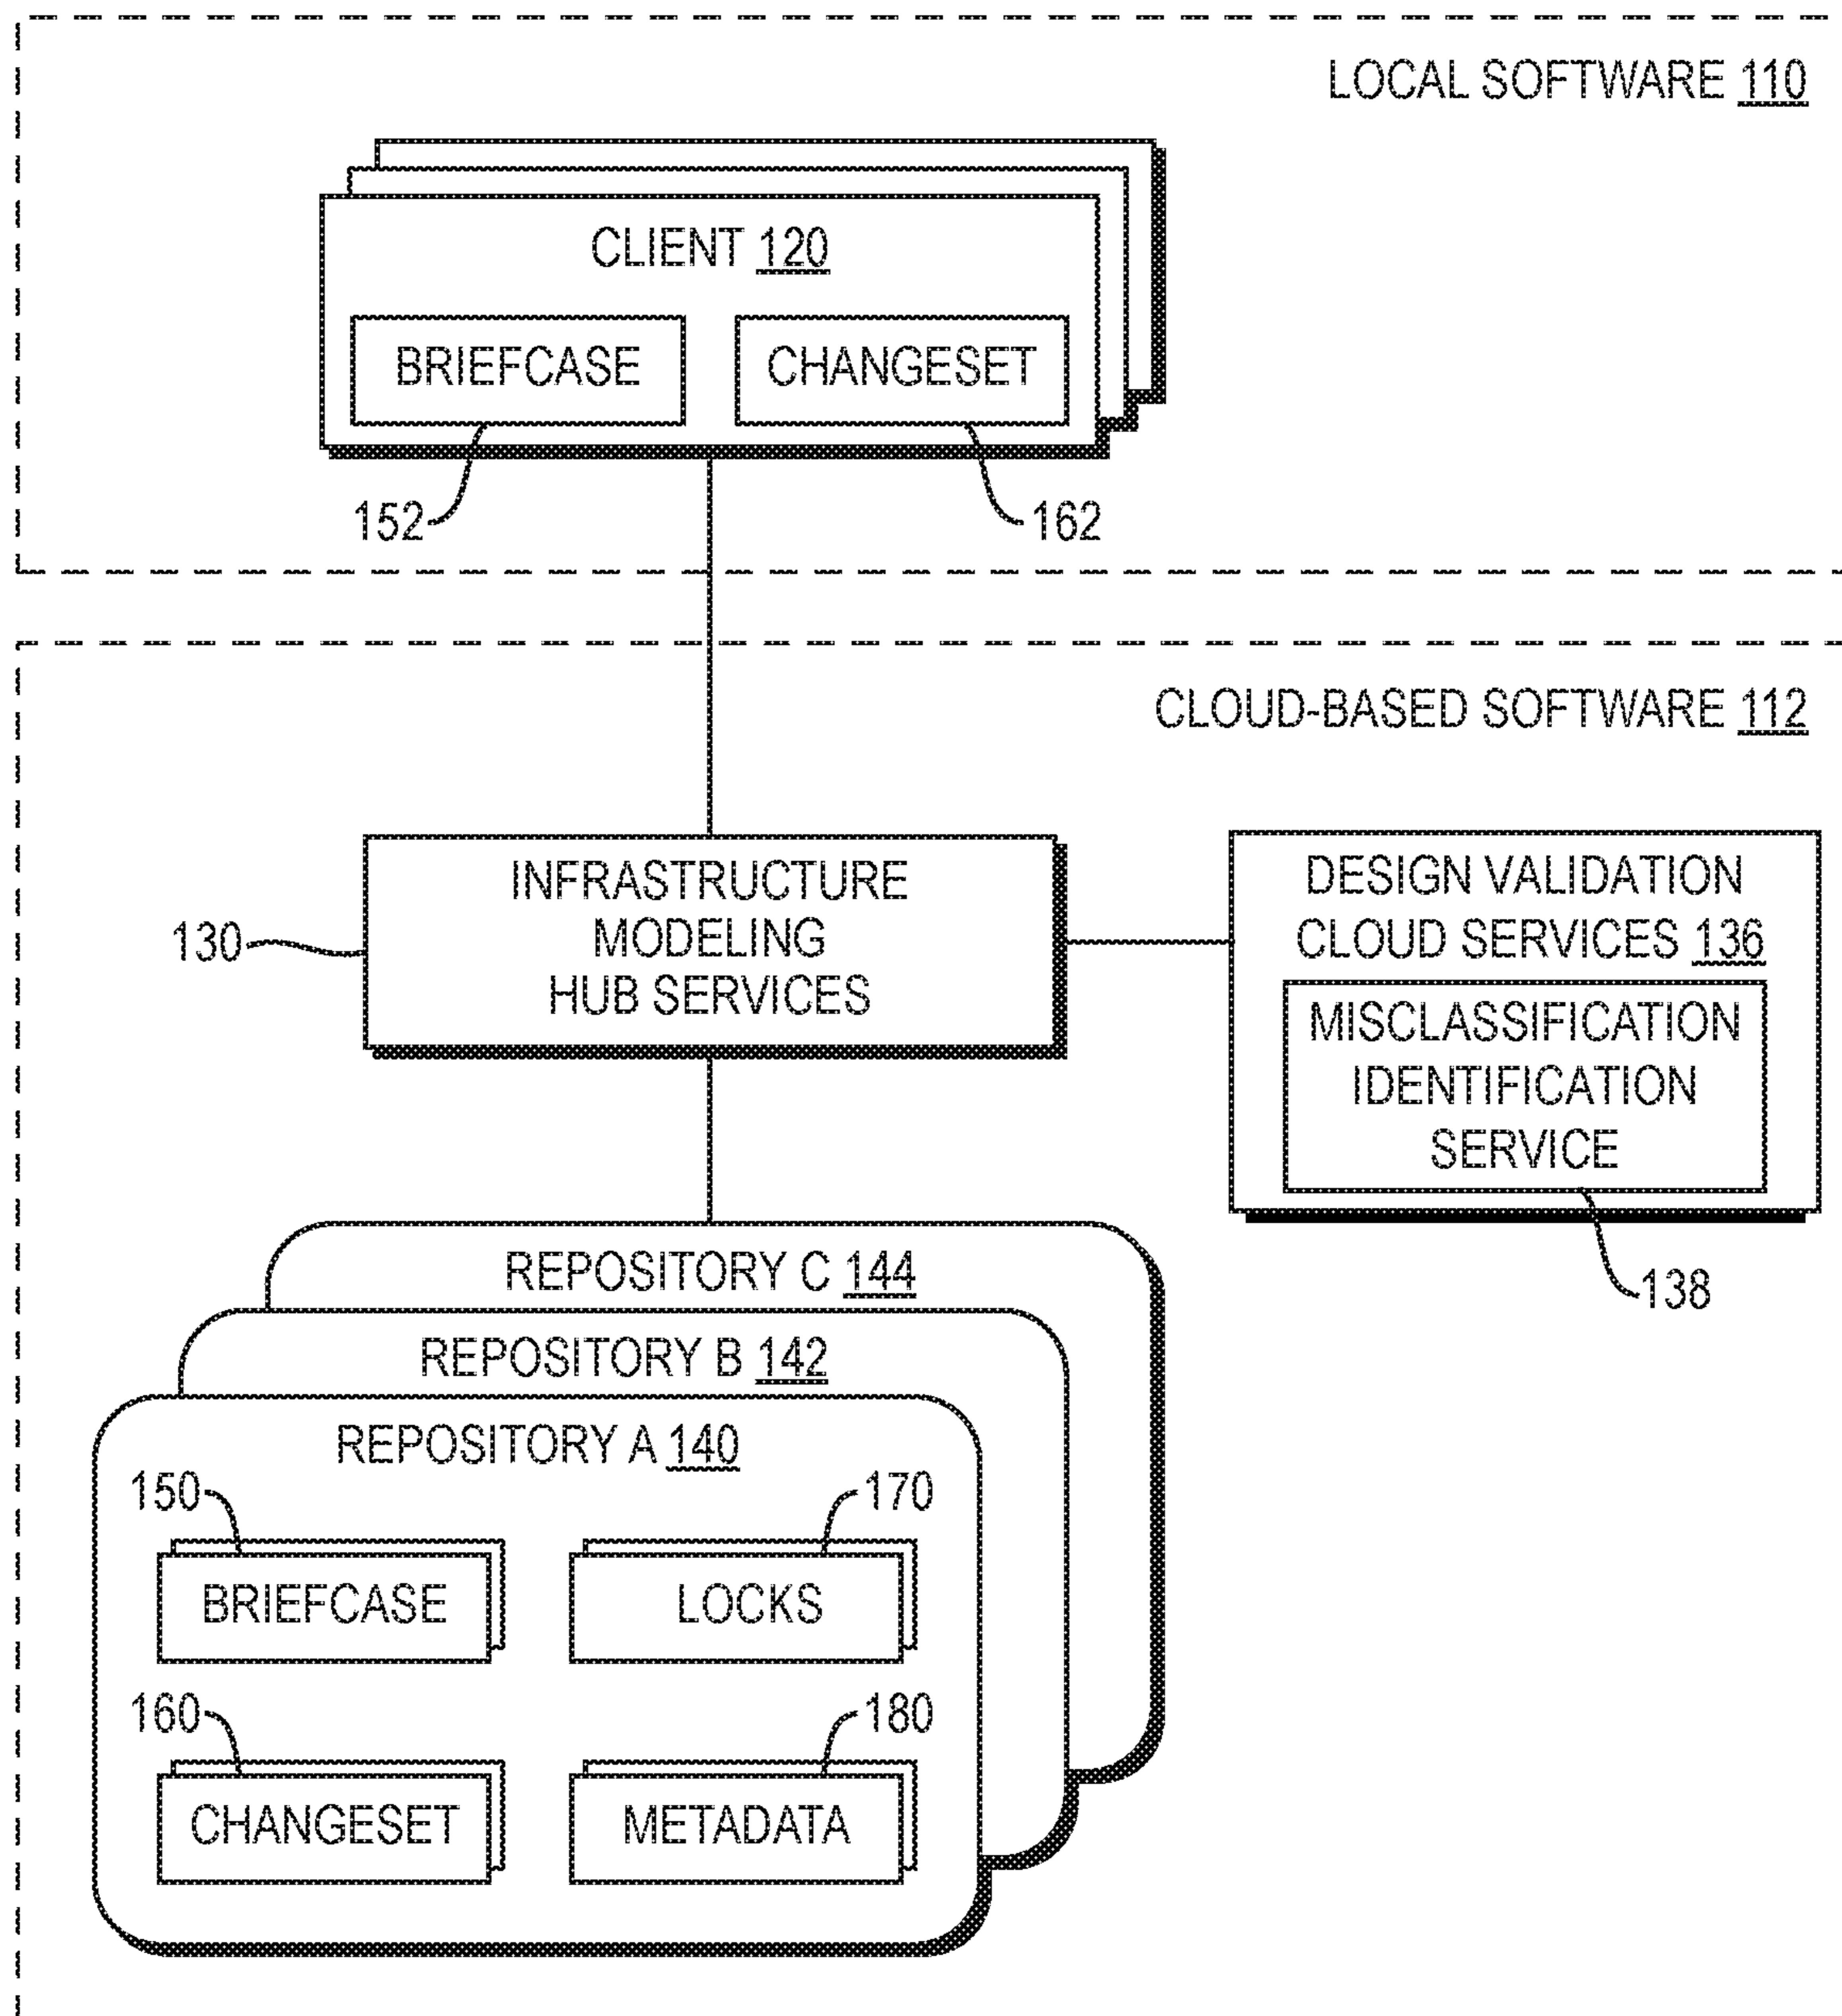 LOCAL SOFTWARE 110
CLIENT 120
BRIEFCASE
CHANGESET
152
162
CLOUD-BASED SOFTWARE 112
INFRASTRUCTURE
MODELING
HUB SERVICES
130
DESIGN VALIDATION
CLOUD SERVICES 136
MISCLASSIFICATION
IDENTIFICATION
SERVICE
138
REPOSITORY C 144
REPOSITORY B 142
REPOSITORY A 140
150
170
BRIEFCASE
LOCKS
160
180
CHANGESET
METADATA